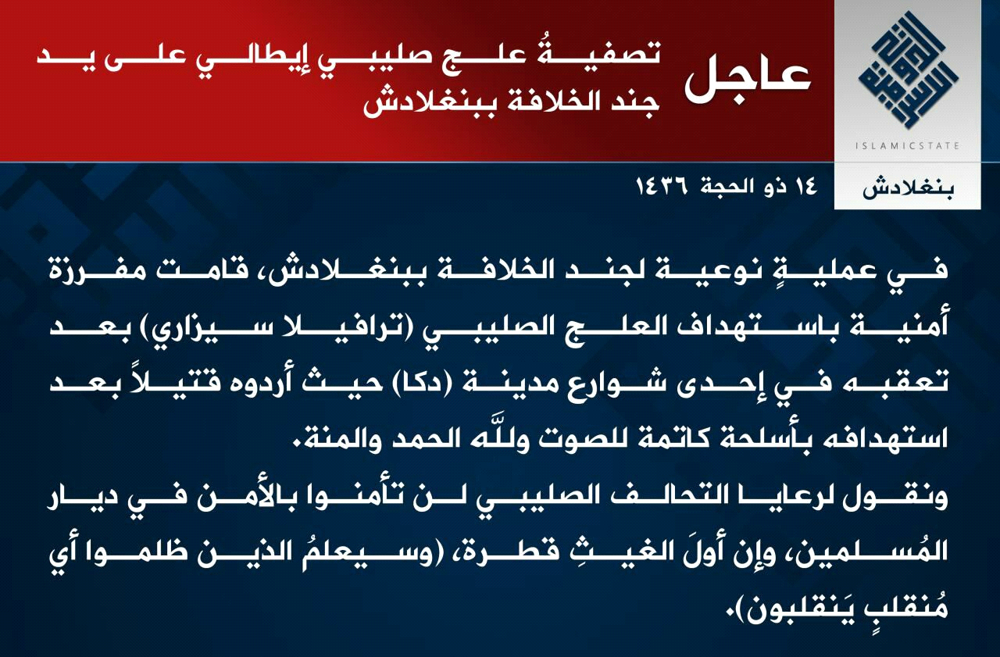 عاجل
تصفيةُ علج صليبي إيطالي على يد
جند الخلافة ببنغلادش
الدولة الإسلامية
ISLAMICSTATE
بنغلادش
١٤ ذو الحجة ١٤٣٦
في عمليةٍ نوعية لجند الخلافة ببنغلادش، قامت مفرزة
أمنية باستهداف العلج الصليبي (ترافيلا سيزاري) بعد
تعقبه في إحدى شوارع مدينة (دكا) حيث أردوه قتيلاً بعد
استهدافه بأسلحة كاتمة للصوت وللَّه الحمد والمنة.
ونقول لرعايا التحالف الصليبي لن تأمنوا بالأمن في ديار
المُسلمين، وإن أولَ الغيثِ قطرة، (وسيعلمُ الذين ظلموا أي
مُنقلبٍ يَنقلبون).